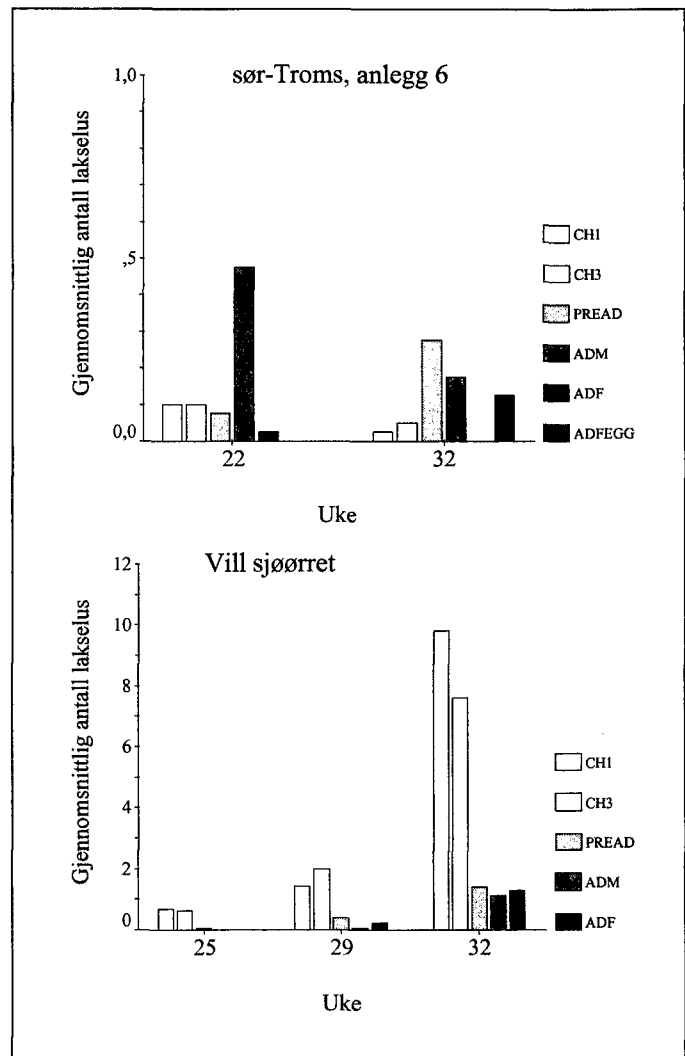 sør-Troms, anlegg 6
Gjennomsnittlig antall lakselus
1,0
,5
0,0
22
32
Uke
CH1
CH3
PREAD
ADM
ADF
ADFEGG
Vill sjøørret
Gjennomsnittlig antall lakselus
12
10
8
6
4
2
0
25
29
32
Uke
CH1
CH3
PREAD
ADM
ADF